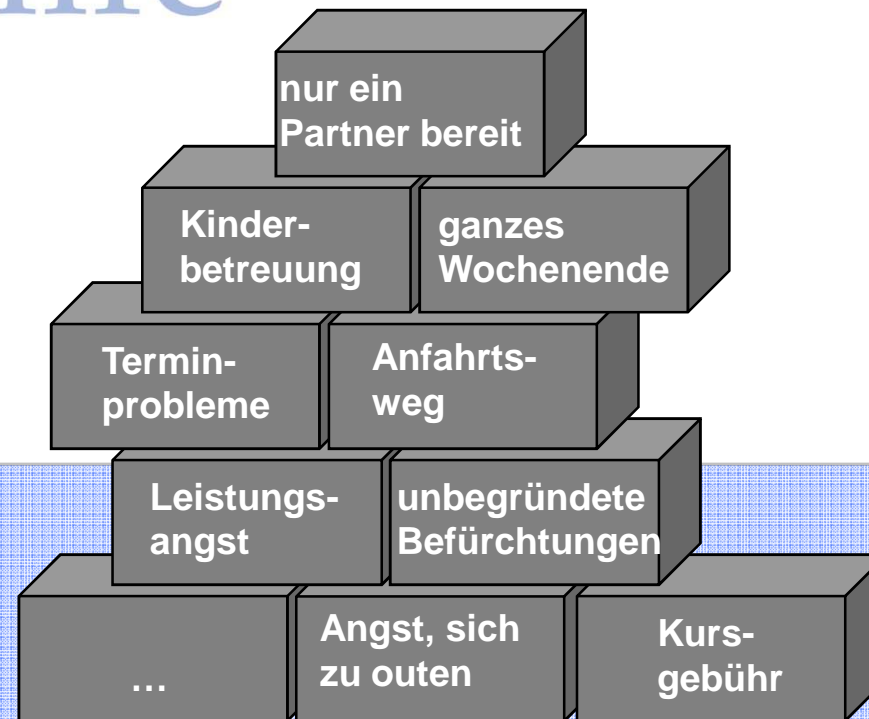 nur ein
Partner bereit
Kinder-
betreuung
ganzes
Wochenende
Termin-
probleme
Anfahrts-
weg
Leistungs-
angst
unbegründete
Befürchtungen
…
Angst, sich
zu outen
Kurs-
gebühr